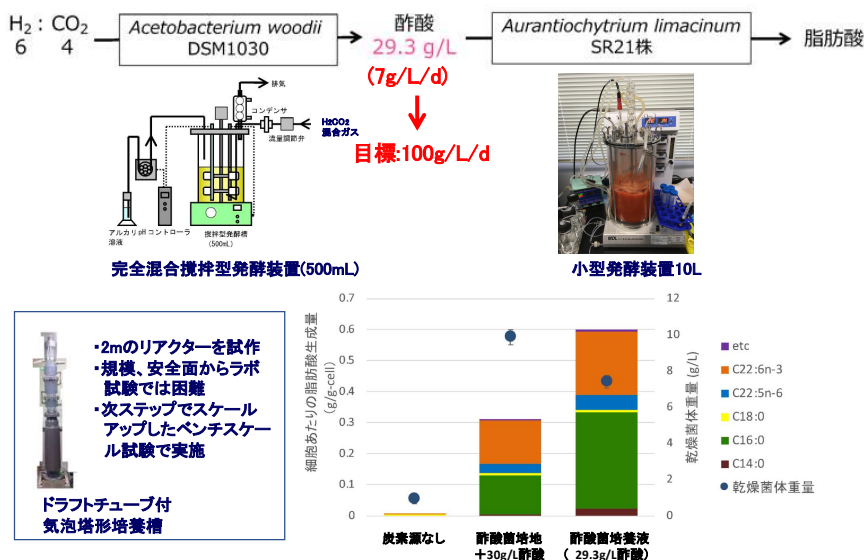 H₂ : CO₂
6 4
Acetobacterium woodii
DSM1030
酢酸
29.3 g/L
(7g/L/d)
目標:100g/L/d
Aurantiochytrium limacinum
SR21株
脂肪酸
排気
コンデンサ
H2CO2
混合ガス
流量調節弁
アルカリ
溶液
pHコントローラ
撹拌型発酵槽
(500mL)
完全混合撹拌型発酵装置(500mL)
小型発酵装置10L
・2mのリアクターを試作
・規模、安全面からラボ
試験では困難
・次ステップでスケール
アップしたベンチスケー
ル試験で実施
ドラフトチューブ付
気泡塔形培養槽
細胞あたりの脂肪酸生成量
(g/g-cell)
0.7
0.6
0.5
0.4
0.3
0.2
0.1
0
12
10
8
6
4
2
0
乾燥菌体重量 (g/L)
炭素源なし
酢酸菌培地
+30g/L酢酸
酢酸菌培養液
( 29.3g/L酢酸)
etc
C22:6n-3
C22:5n-6
C18:0
C16:0
C14:0
乾燥菌体重量